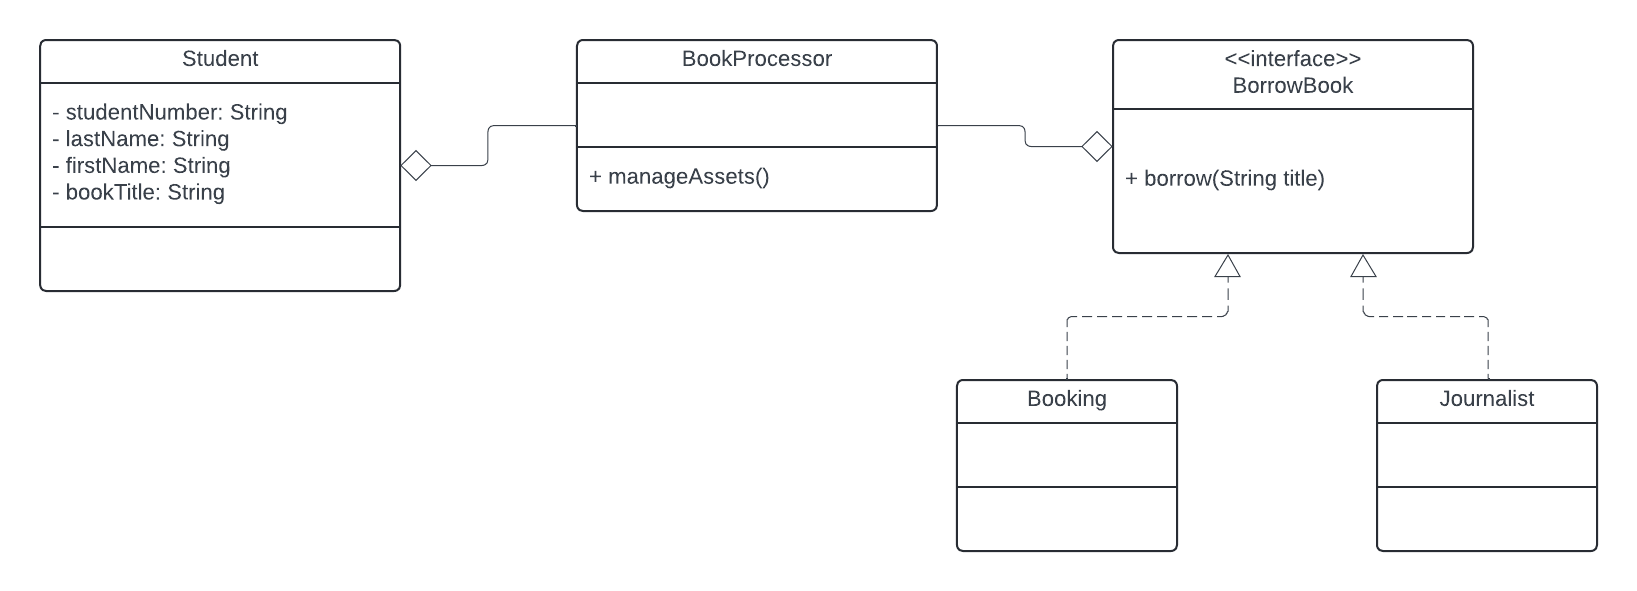 Student
- studentNumber: String
- lastName: String
- firstName: String
- bookTitle: String
BookProcessor
+ manageAssets()
<<interface>>
BorrowBook
+ borrow(String title)
Booking
Journalist